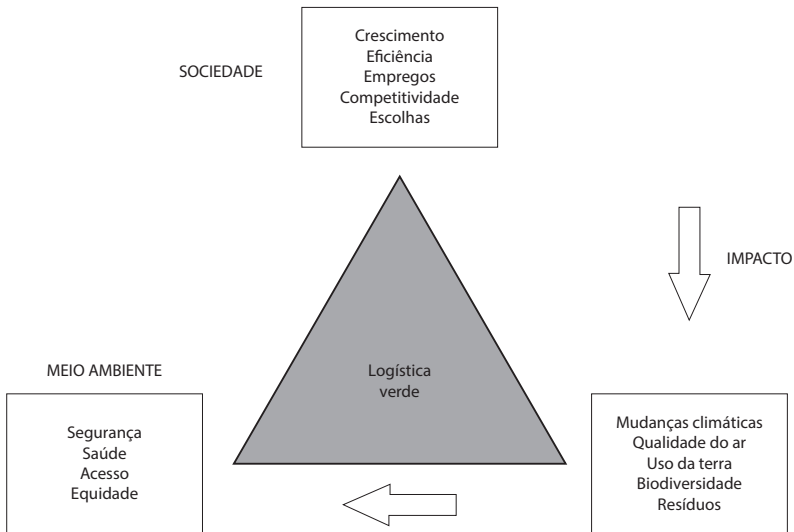 SOCIEDADE
Crescimento
Eficiência
Empregos
Competitividade
Escolhas
IMPACTO
Logística
verde
MEIO AMBIENTE
Segurança
Saúde
Acesso
Equidade
Mudanças climáticas
Qualidade do ar
Uso da terra
Biodiversidade
Resíduos